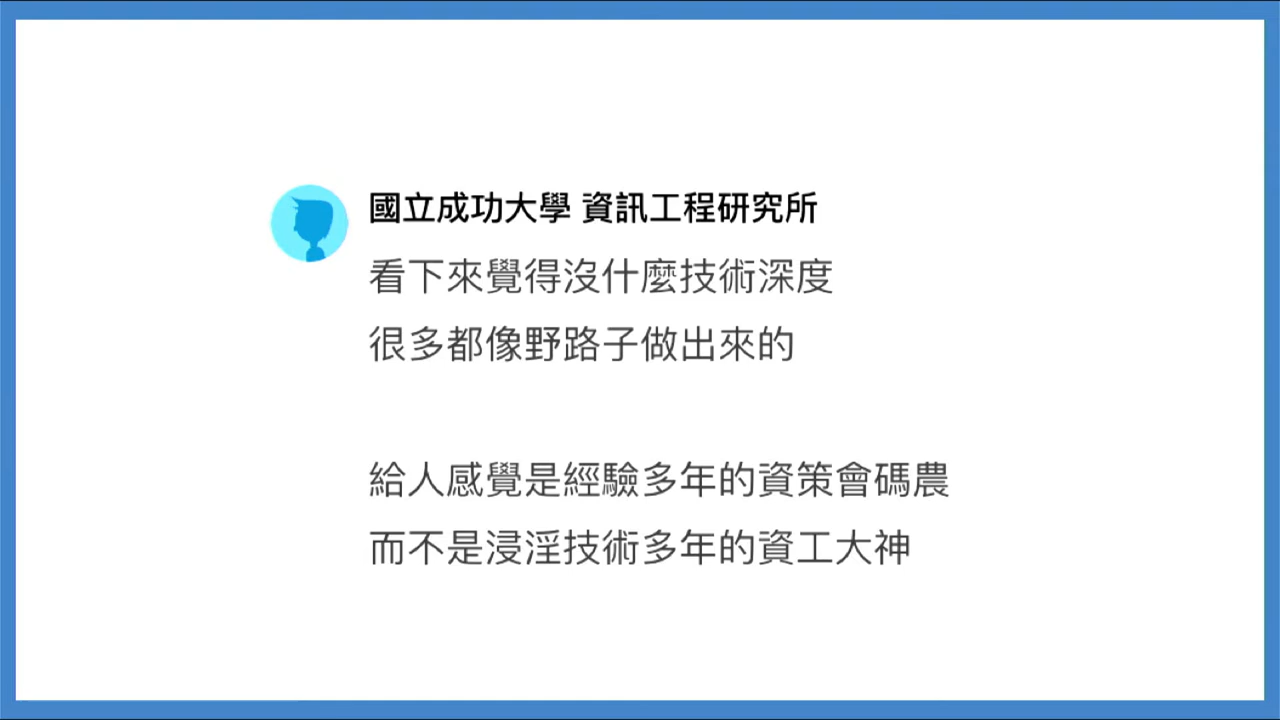 國立成功大學 資訊工程研究所
看下來覺得沒什麼技術深度
很多都像野路子做出來的
給人感覺是經驗多年的資策會碼農
而不是浸淫技術多年的資工大神